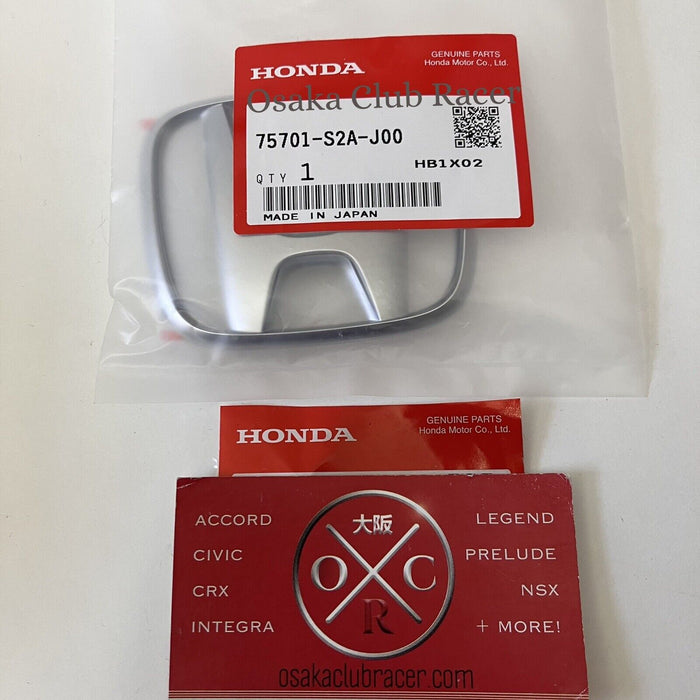 HONDA
GENUINE PARTS
Honda Motor Co., Ltd.
Osaka Club Racer
75701-S2A-J00
HB1X02
QTY 1
MADE IN JAPAN
HONDA
GENUINE PARTS
Honda Motor Co., Ltd.
ACCORD
CIVIC
CRX
INTEGRA
大阪
O C
R
LEGEND
PRELUDE
NSX
+ MORE!
osakaclubracer.com